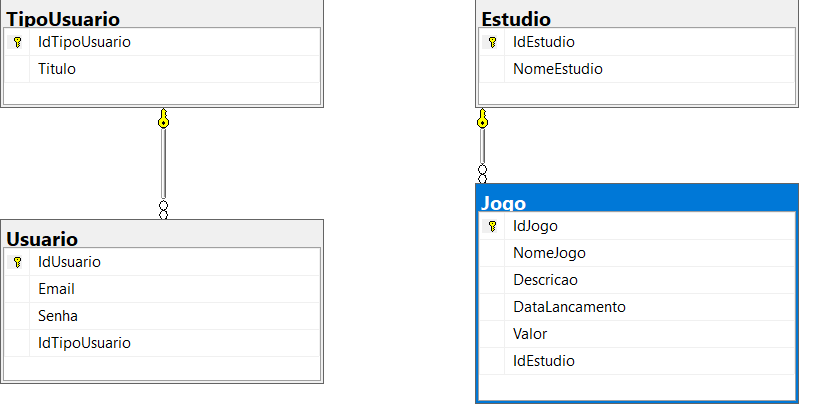 TipoUsuario
IdTipoUsuario
Titulo
Estudio
IdEstudio
NomeEstudio
Usuario
IdUsuario
Email
Senha
IdTipoUsuario
Jogo
IdJogo
NomeJogo
Descricao
DataLancamento
Valor
IdEstudio